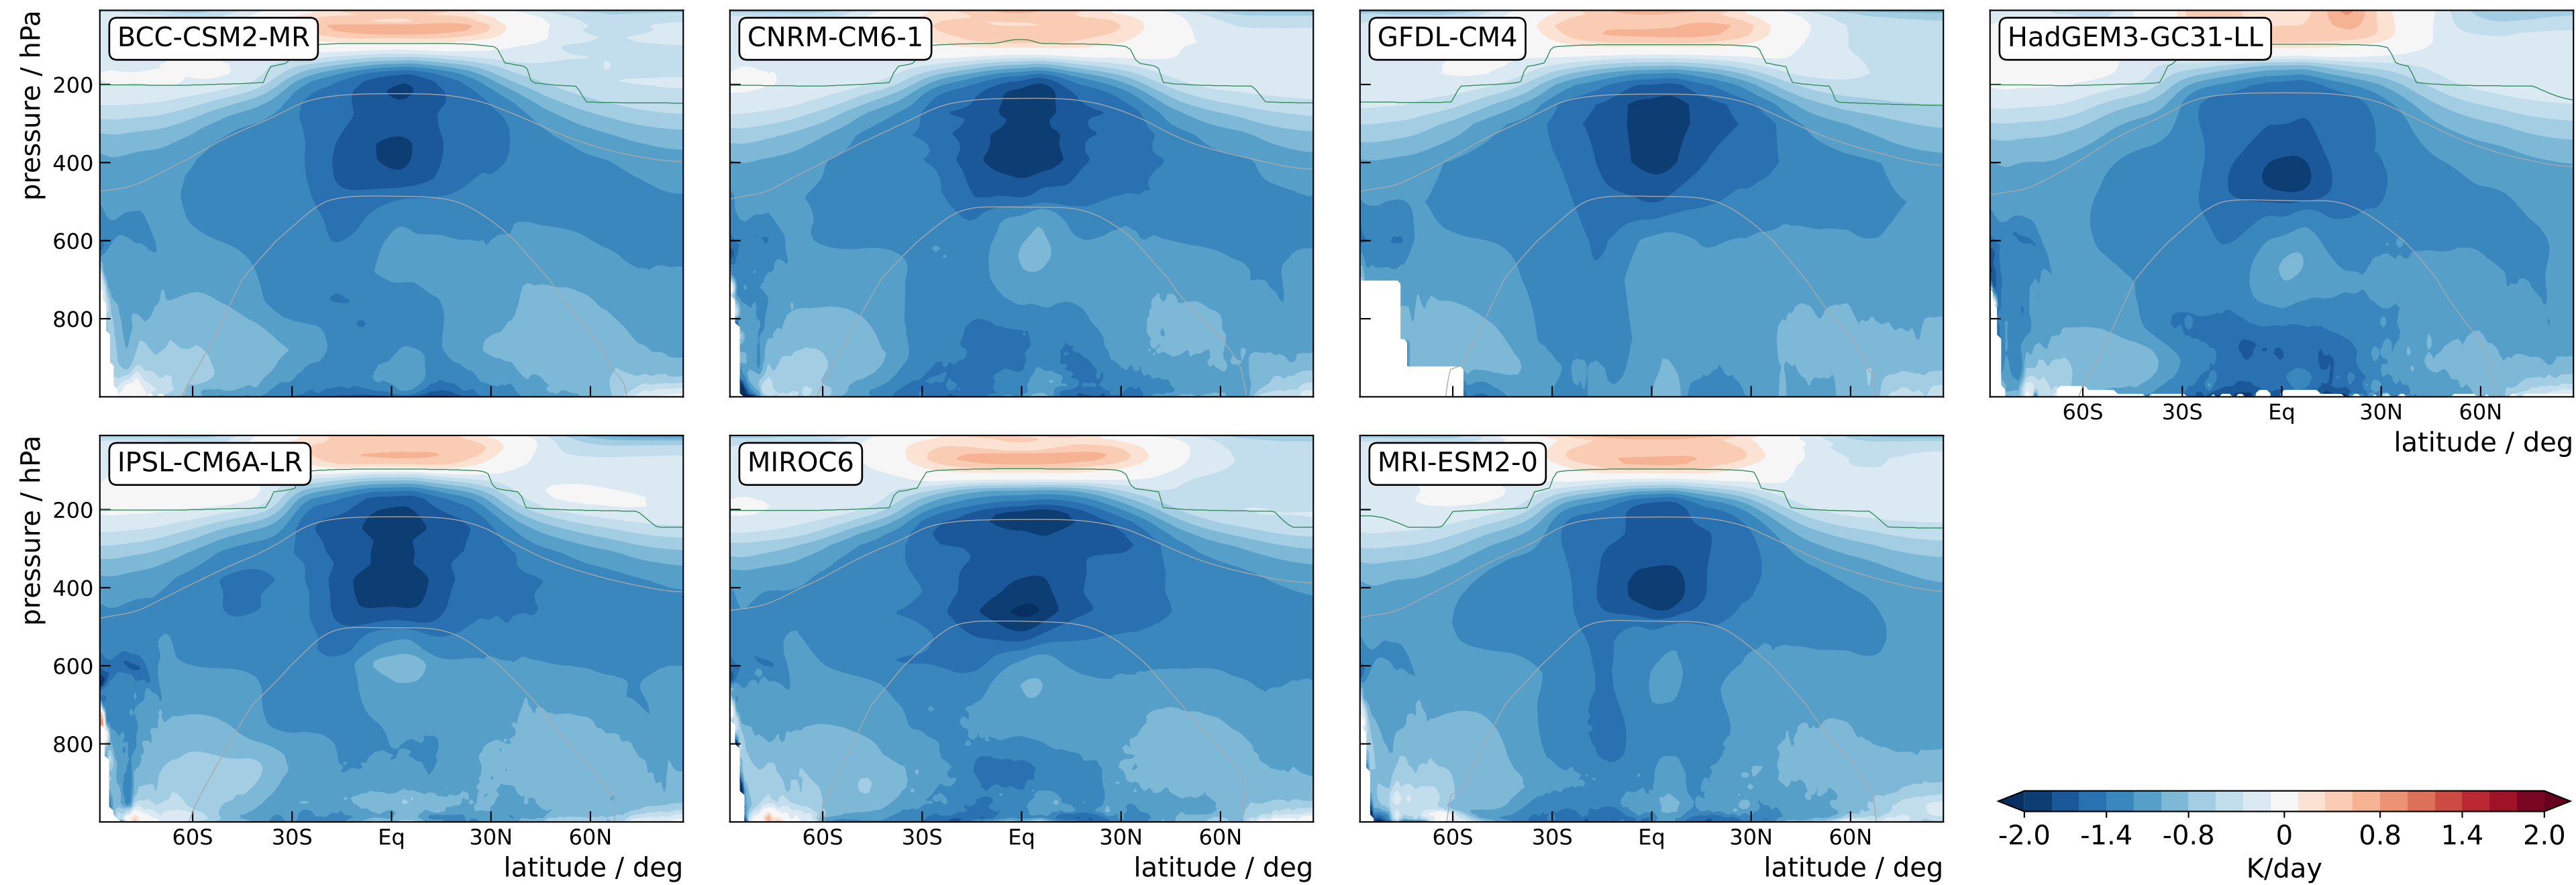 BCC-CSM2-MR
CNRM-CM6-1
GFDL-CM4
HadGEM3-GC31-LL
pressure / hPa
200
400
600
800
60S 30S Eq 30N 60N
latitude / deg
IPSL-CM6A-LR
MIROC6
MRI-ESM2-0
pressure / hPa
200
400
600
800
60S 30S Eq 30N 60N
latitude / deg
60S 30S Eq 30N 60N
latitude / deg
60S 30S Eq 30N 60N
latitude / deg
-2.0 -1.4 -0.8 0 0.8 1.4 2.0
K/day